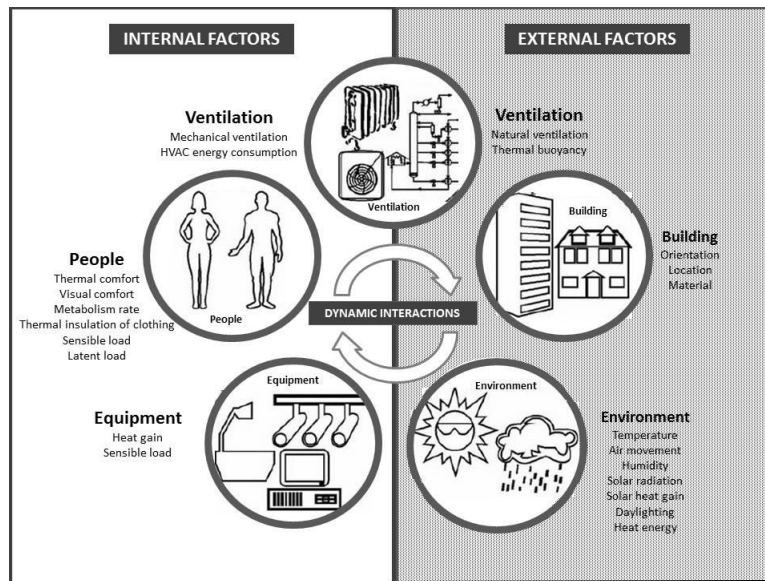 INTERNAL FACTORS
EXTERNAL FACTORS
Ventilation
Mechanical ventilation
HVAC energy consumption
Ventilation
Ventilation
Natural ventilation
Thermal buoyancy
People
Thermal comfort
Visual comfort
Metabolism rate
Thermal insulation of clothing
Sensible load
Latent load
People
Building
Building
Orientation
Location
Material
DYNAMIC INTERACTIONS
Equipment
Heat gain
Sensible load
Equipment
Environment
Environment
Temperature
Air movement
Humidity
Solar radiation
Solar heat gain
Daylighting
Heat energy